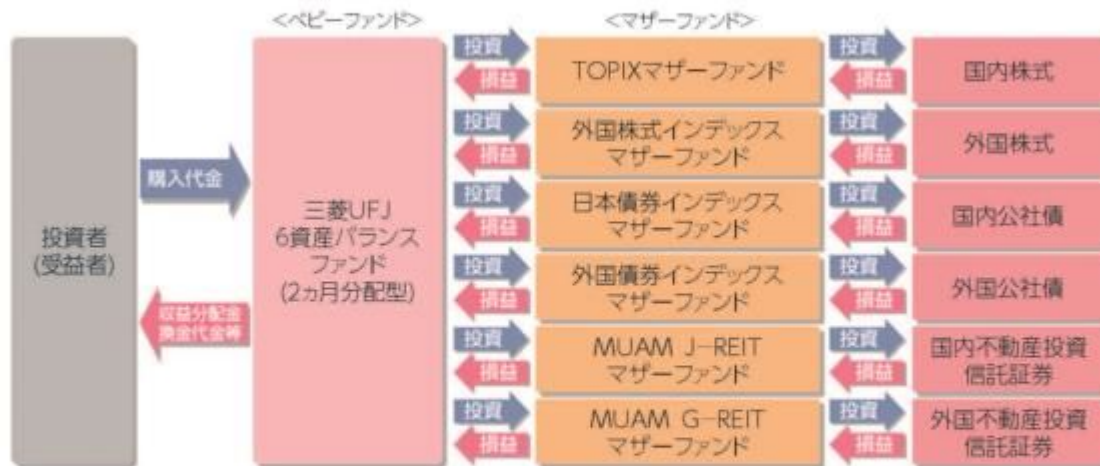 <ベビーファンド>
<マザーファンド>
投資者
(受益者)
購入代金
収益分配金
換金代金等
三菱UFJ
6資産バランス
ファンド
(2ヵ月分配型)
投資
損益
TOPIXマザーファンド
投資
損益
国内株式
投資
損益
外国株式インデックス
マザーファンド
投資
損益
外国株式
投資
損益
日本債券インデックス
マザーファンド
投資
損益
国内公社債
投資
損益
外国債券インデックス
マザーファンド
投資
損益
外国公社債
投資
損益
MUAM J-REIT
マザーファンド
投資
損益
国内不動産投資
信託証券
投資
損益
MUAM G-REIT
マザーファンド
投資
損益
外国不動産投資
信託証券